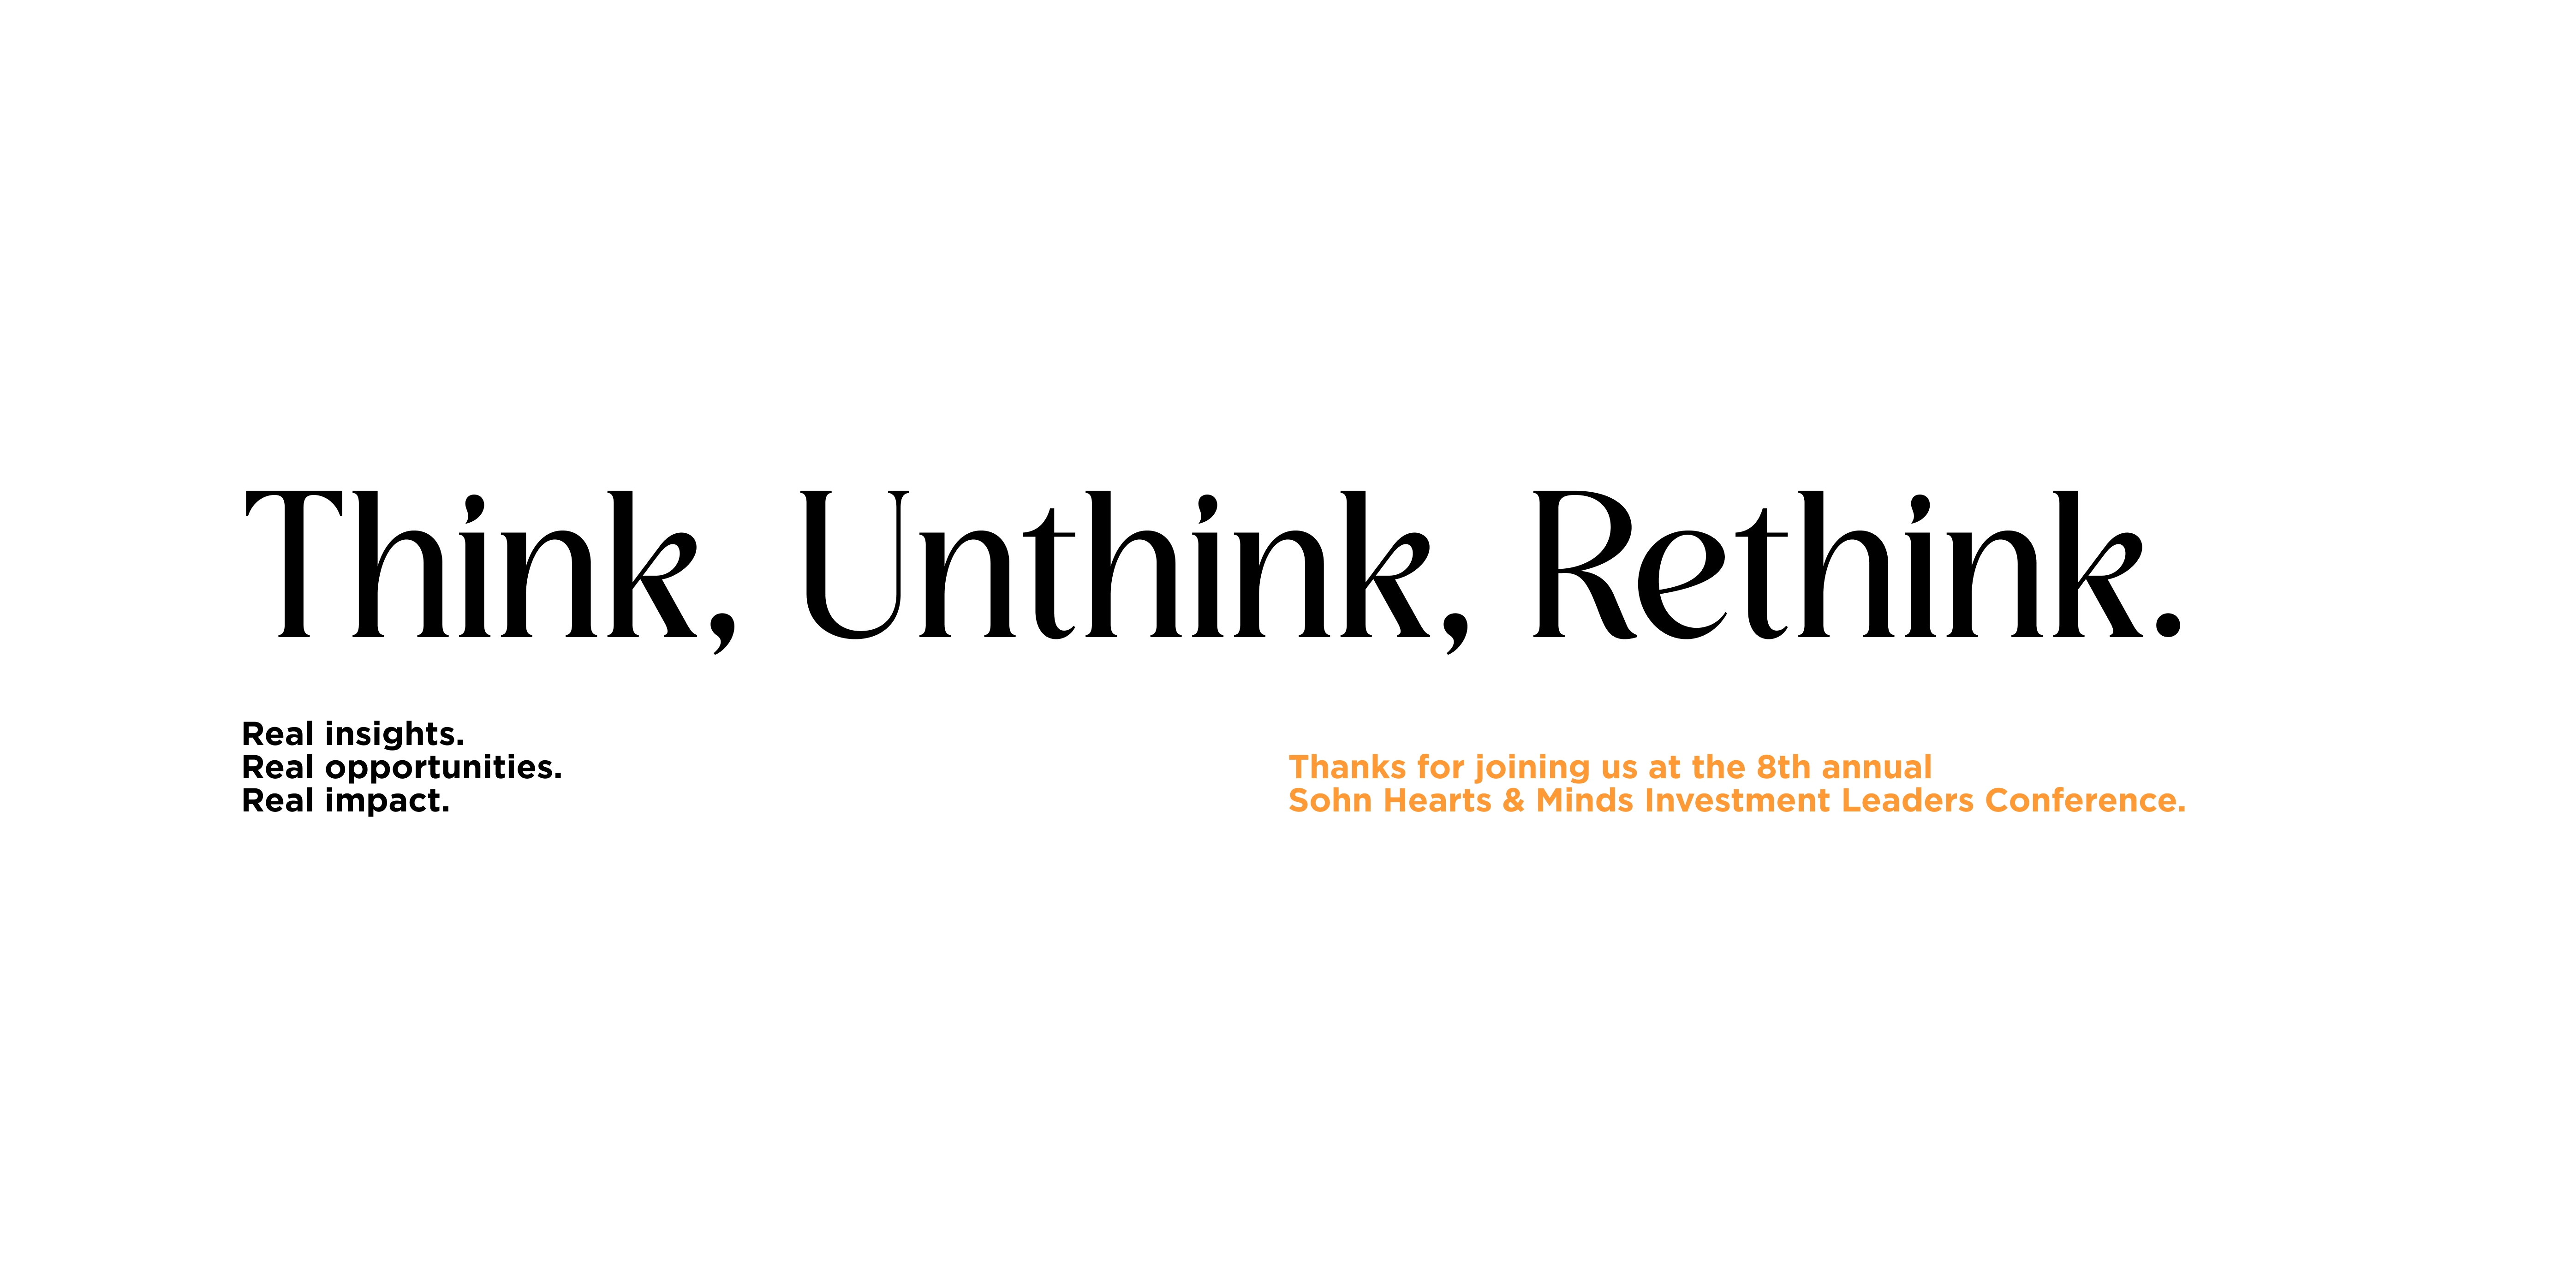 Think, Unthink, Rethink.
Real insights.
Real opportunities.
Real impact.
Thanks for joining us at the 8th annual
Sohn Hearts & Minds Investment Leaders Conference.